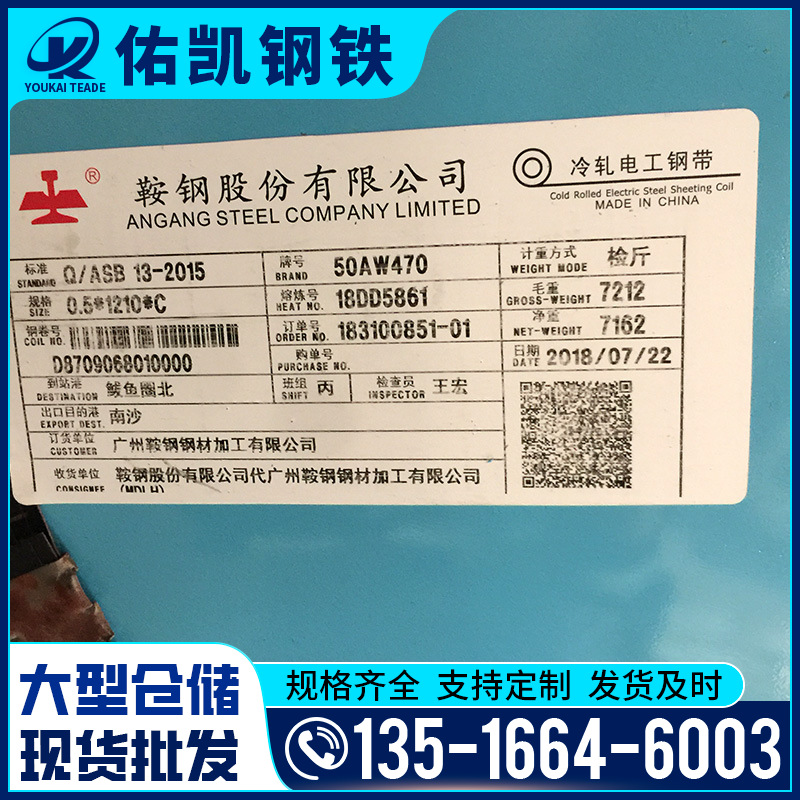 佑凯钢铁
YOUKAI TEADE
鞍钢股份有限公司
ANGANG STEEL COMPANY LIMITED
冷轧电工钢带
Cold Rolled Electric Steel Sheeting Coil
MADE IN CHINA
标准 STANDARD Q/ASB 13-2015
牌号 BRAND 50AW470
计重方式 WEIGHT MODE 检斤
规格 SIZE 0.5*1210*C
熔炼号 HEAT NO. 18DD5861
毛重 GROSS-WEIGHT 7212
钢卷号 COIL NO.
D8709068010000
订单号 ORDER NO. 183100851-01
净重 NET-WEIGHT 7162
购单号 PURCHASE NO.
日期 DATE 2018/07/22
到站港 DESTINATION 鲅鱼圈北
班组 SHIFT 丙
检查员 INSPECTOR 王宏
出口目的港 EXPORT DEST. 南沙
订货单位 CUSTOMER 广州鞍钢钢材加工有限公司
收货单位 CONSIGNEE 鞍钢股份有限公司代广州鞍钢钢材加工有限公司
(MDLH)
大型仓储
现货批发
规格齐全 支持定制 发货及时
135-1664-6003